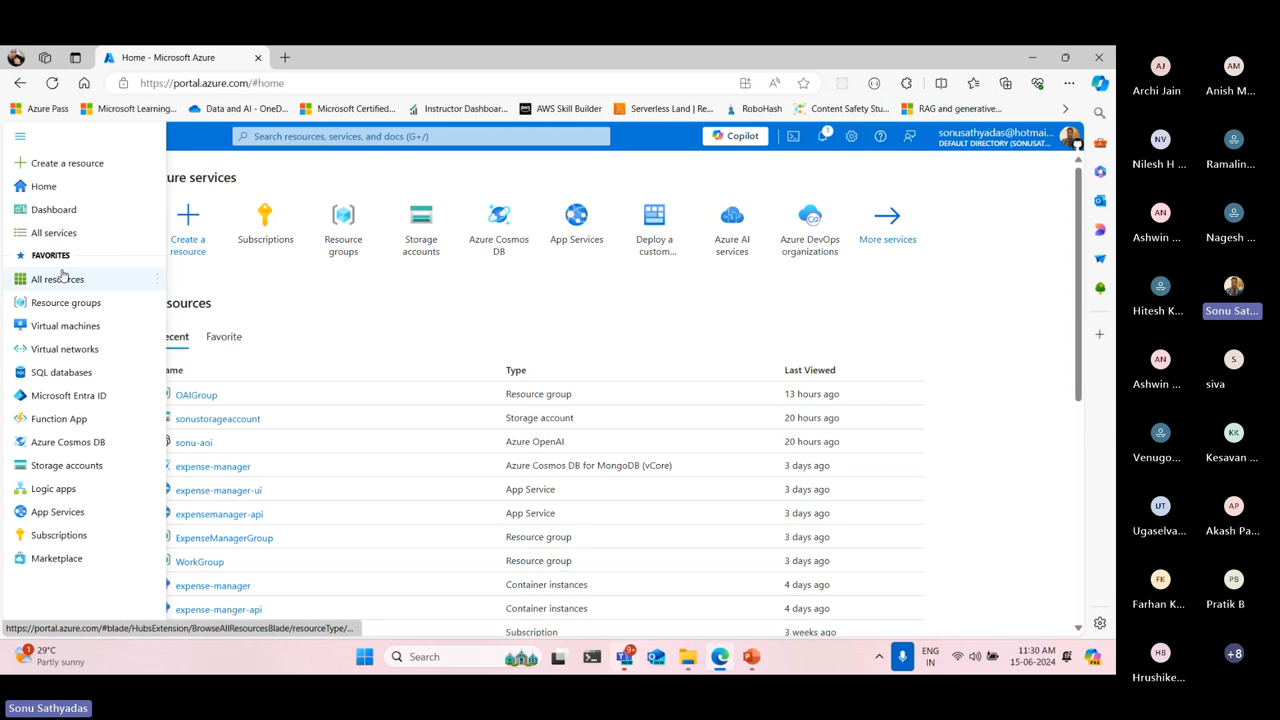 Home - Microsoft Azure
https://portal.azure.com/#home
Azure Pass
Microsoft Learning...
Data and AI - OneD...
Microsoft Certified...
Instructor Dashboar...
AWS Skill Builder
Serverless Land | Re...
RoboHash
Content Safety Stu...
RAG and generative...
Search resources, services, and docs (G+/)
Copilot
1
sonusathyadas@hotmai...
DEFAULT DIRECTORY (SONUSAT...
Create a resource
Home
Dashboard
All services
FAVORITES
All resources
Resource groups
Virtual machines
Virtual networks
SQL databases
Microsoft Entra ID
Function App
Azure Cosmos DB
Storage accounts
Logic apps
App Services
Subscriptions
Marketplace
https://portal.azure.com/#blade/HubsExtension/BrowseAllResourcesBlade/resourceType/...
ure services
Create a resource
Subscriptions
Resource groups
Storage accounts
Azure Cosmos DB
App Services
Deploy a custom...
Azure AI services
Azure DevOps organizations
More services
sources
ecent
Favorite
ame Type Last Viewed
OAIGroup Resource group 13 hours ago
sonustorageaccount Storage account 20 hours ago
sonu-aoi Azure OpenAI 20 hours ago
expense-manager Azure Cosmos DB for MongoDB (vCore) 3 days ago
expense-manager-ui App Service 3 days ago
expensemanager-api App Service 3 days ago
ExpenseManagerGroup Resource group 3 days ago
WorkGroup Resource group 3 days ago
expense-manager Container instances 4 days ago
expense-manger-api Container instances 4 days ago
Subscription 3 weeks ago
1
29°C
Partly sunny
Search
9+
ENG
IN
11:30 AM
15-06-2024
PRE
AJ
Archi Jain
AM
Anish M...
NV
Nilesh H ...
Ramalin...
AN
Ashwin ...
Nagesh ...
Hitesh K...
Sonu Sat...
AN
Ashwin ...
S
siva
Venugo...
KK
Kesavan ...
UT
Ugaselva...
AP
Akash Pa...
FK
Farhan K...
PB
Pratik B
HB
Hrushike...
+8
Sonu Sathyadas